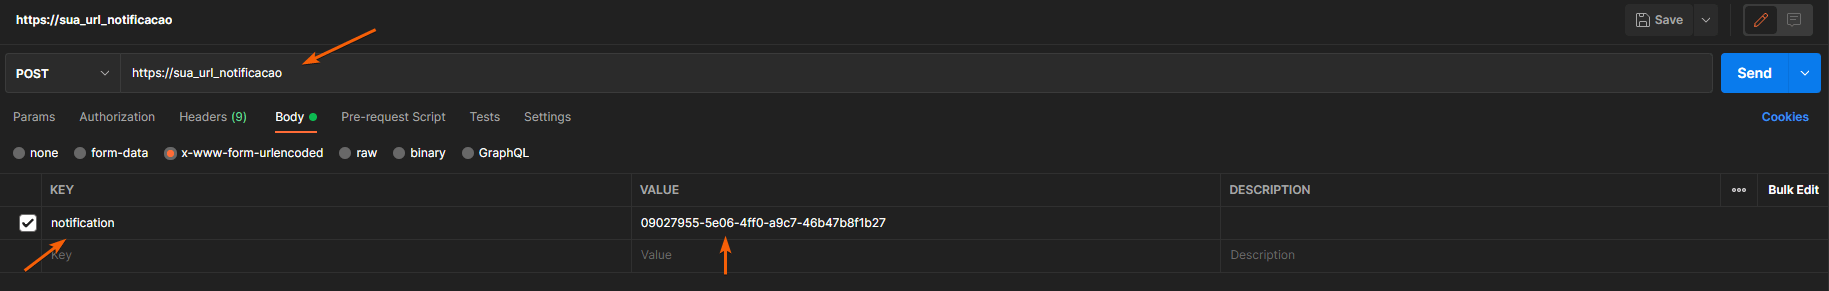 https://sua_url_notificacao
Save
POST
https://sua_url_notificacao
Send
Params Authorization Headers (9) Body Pre-request Script Tests Settings Cookies
none form-data x-www-form-urlencoded raw binary GraphQL
KEY VALUE DESCRIPTION Bulk Edit
notification 09027955-5e06-4ff0-a9c7-46b47b8f1b27
Key Value Description